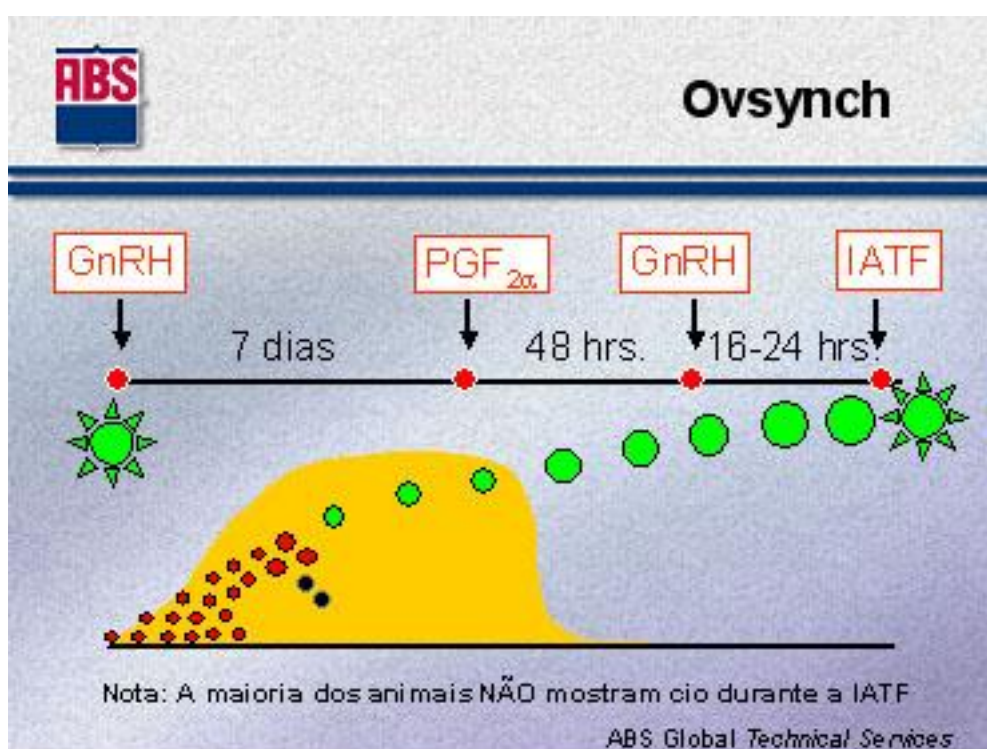 ABS
Ovsynch
GnRH PGF2α GnRH IATF
7 dias 48 hrs. 16-24 hrs.
Nota: A maioria dos animais NÃO mostram cio durante a IATF
ABS Global Technical Services